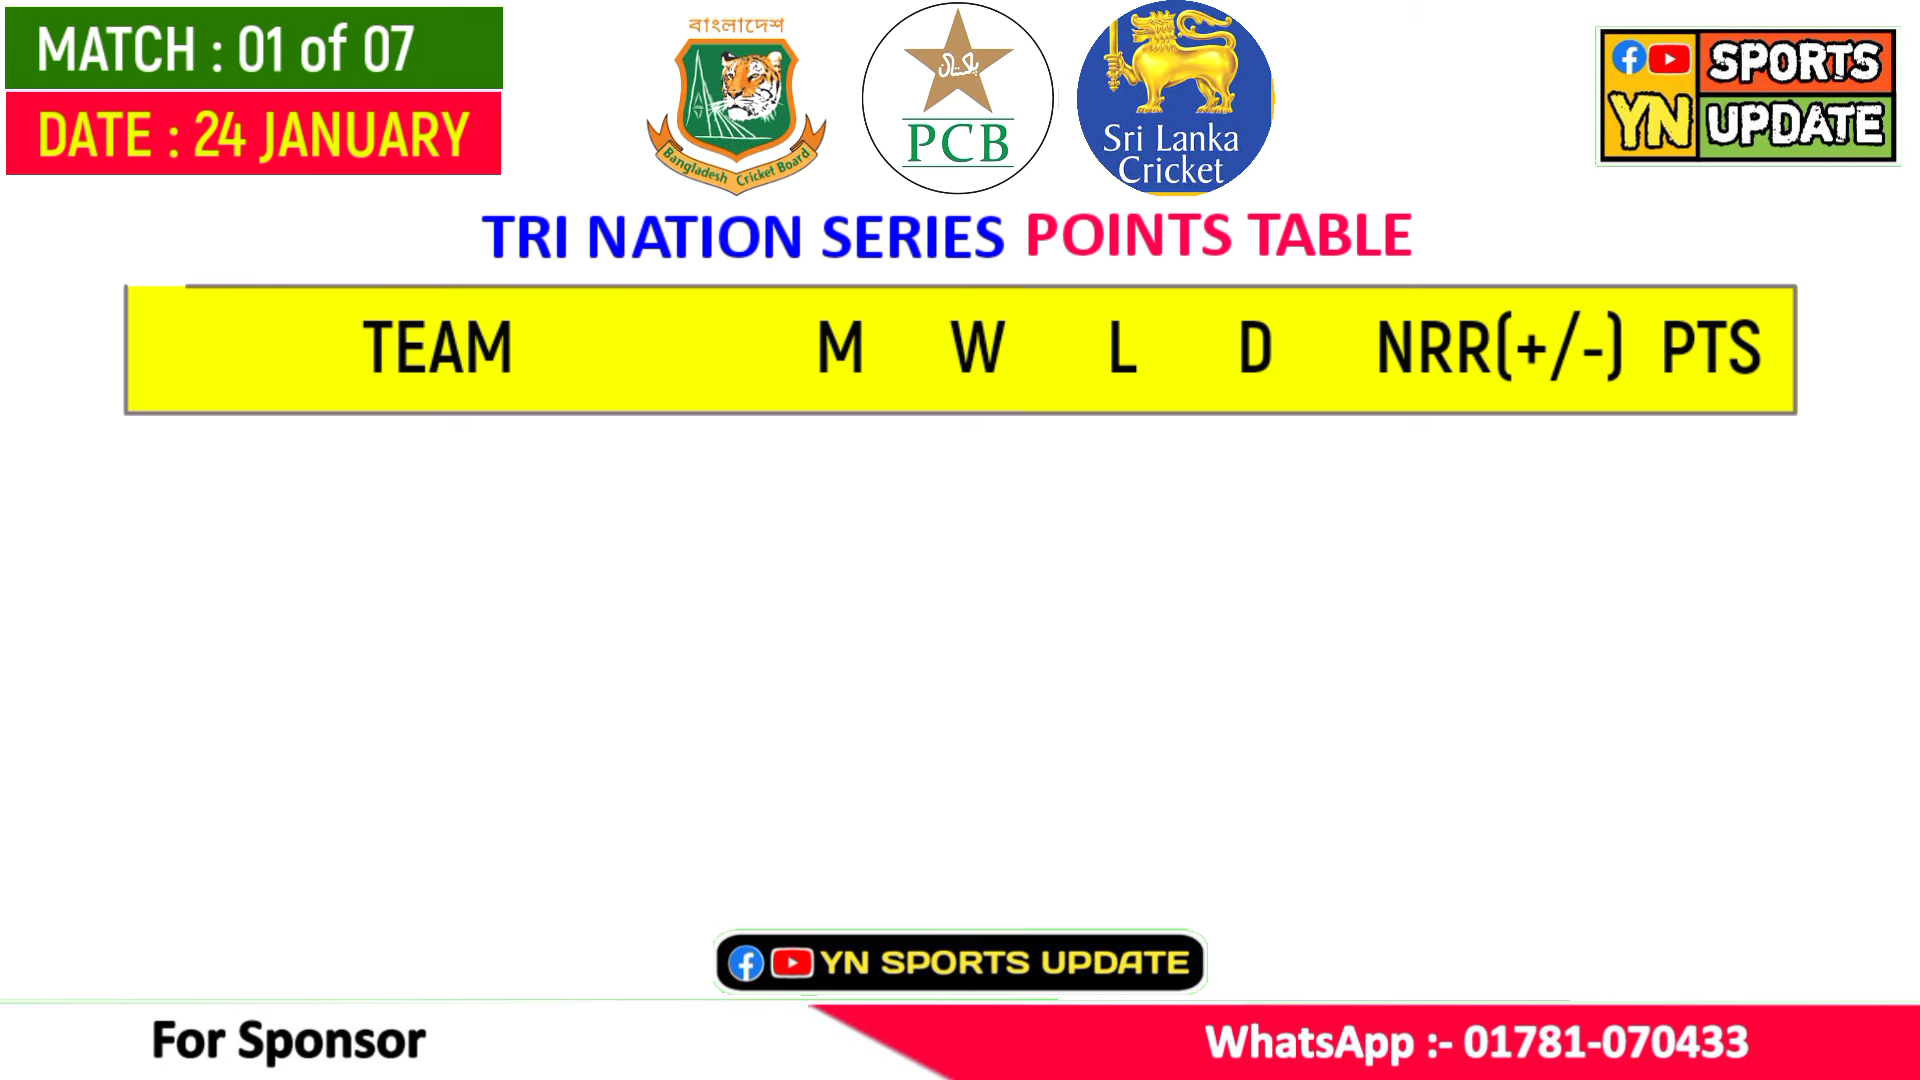 MATCH : 01 of 07
DATE : 24 JANUARY
বাংলাদেশ
Bangladesh Cricket Board
پاکستان
PCB
Sri Lanka
Cricket
SPORTS
YN UPDATE
TRI NATION SERIES POINTS TABLE
TEAM M W L D NRR(+/-) PTS
YN SPORTS UPDATE
For Sponsor
WhatsApp :- 01781-070433